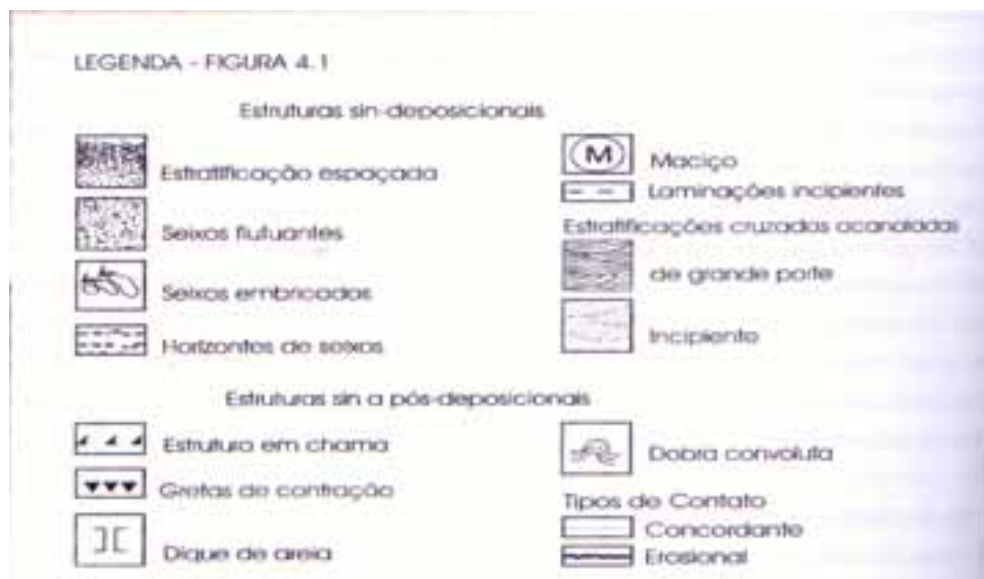 LEGENDA - FIGURA 4.1
Estruturas sin-deposicionais
Estratificação espaçada
Seixos flutuantes
Seixos embricados
Horizontes de seixos
M
Maciço
Laminações incipientes
Estratificações cruzadas acanaladas
de grande porte
Incipiente
Estruturas sin a pós-deposicionais
Estrutura em chama
Gretas de contração
Dique de areia
Dobra convoluta
Tipos de Contato
Concordante
Erosional